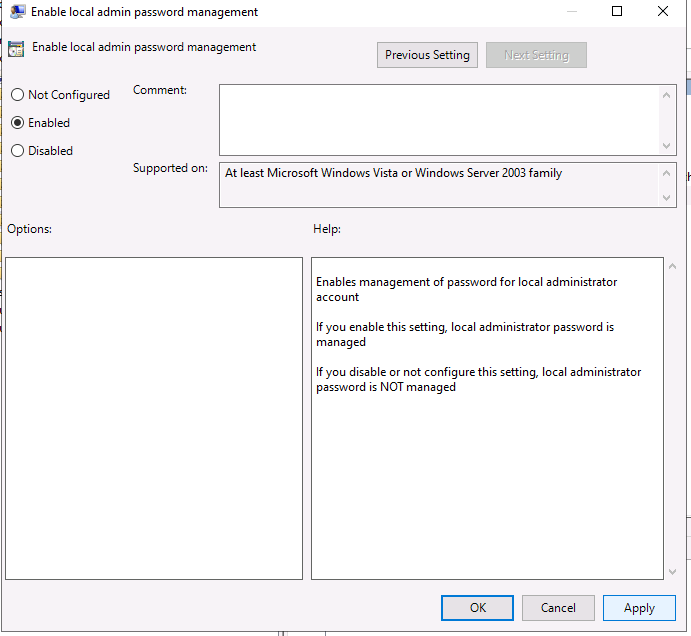 Enable local admin password management
Enable local admin password management
Previous Setting
Next Setting
Not Configured
Comment:
Enabled
Disabled
Supported on:
At least Microsoft Windows Vista or Windows Server 2003 family
Options:
Help:
Enables management of password for local administrator
account
If you enable this setting, local administrator password is
managed
If you disable or not configure this setting, local administrator
password is NOT managed
OK
Cancel
Apply